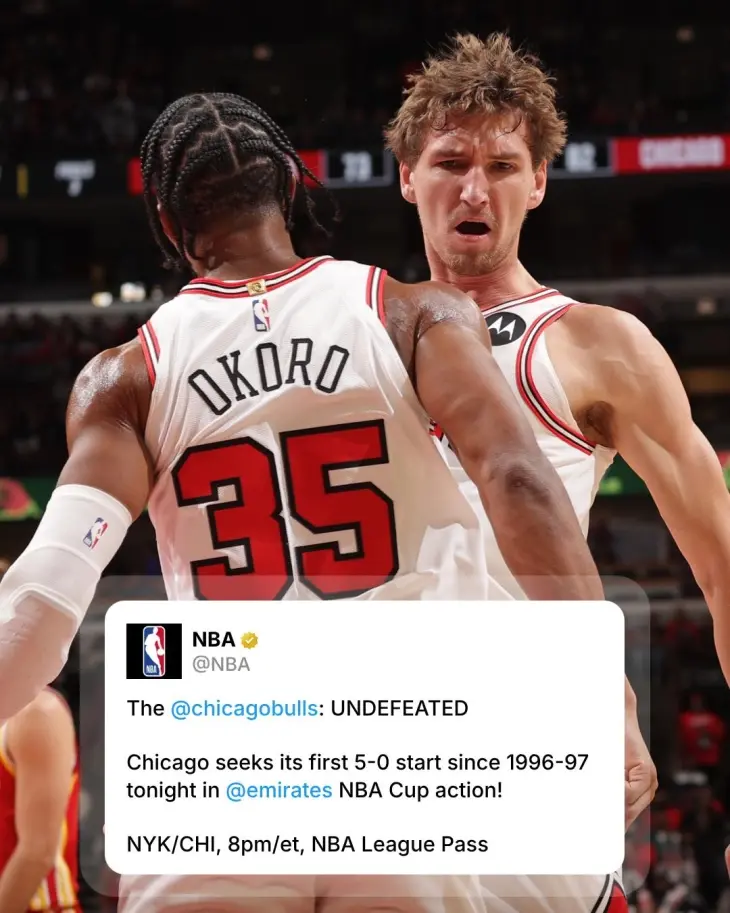 CHICAGO
OKORO
35
NBA
NBA
@NBA
The @chicagobulls: UNDEFEATED
Chicago seeks its first 5-0 start since 1996-97
tonight in @emirates NBA Cup action!
NYK/CHI, 8pm/et, NBA League Pass